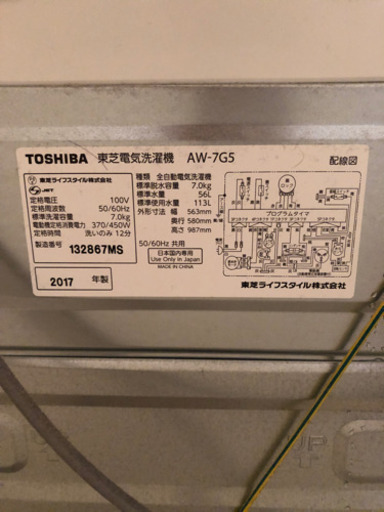 TOSHIBA 東芝電気洗濯機 AW-7G5 配線図
東芝ライフスタイル株式会社
JET
定格電圧 100V
定格周波数 50/60Hz
標準洗濯容量 7.0kg
電動機定格消費電力 370/450W
定格時間 洗いのみ 12分
製造番号 132867MS
2017 年製
種類 全自動電気洗濯機
標準脱水容量 7.0kg
標準水量 56L
標準使用水量 113L
外形寸法 幅 563mm
奥行 580mm
高さ 987mm
50/60Hz 共用
日本国内専用
Use Only in Japan
MADE IN CHINA
プログラムタイマ
東芝ライフスタイル株式会社
UP